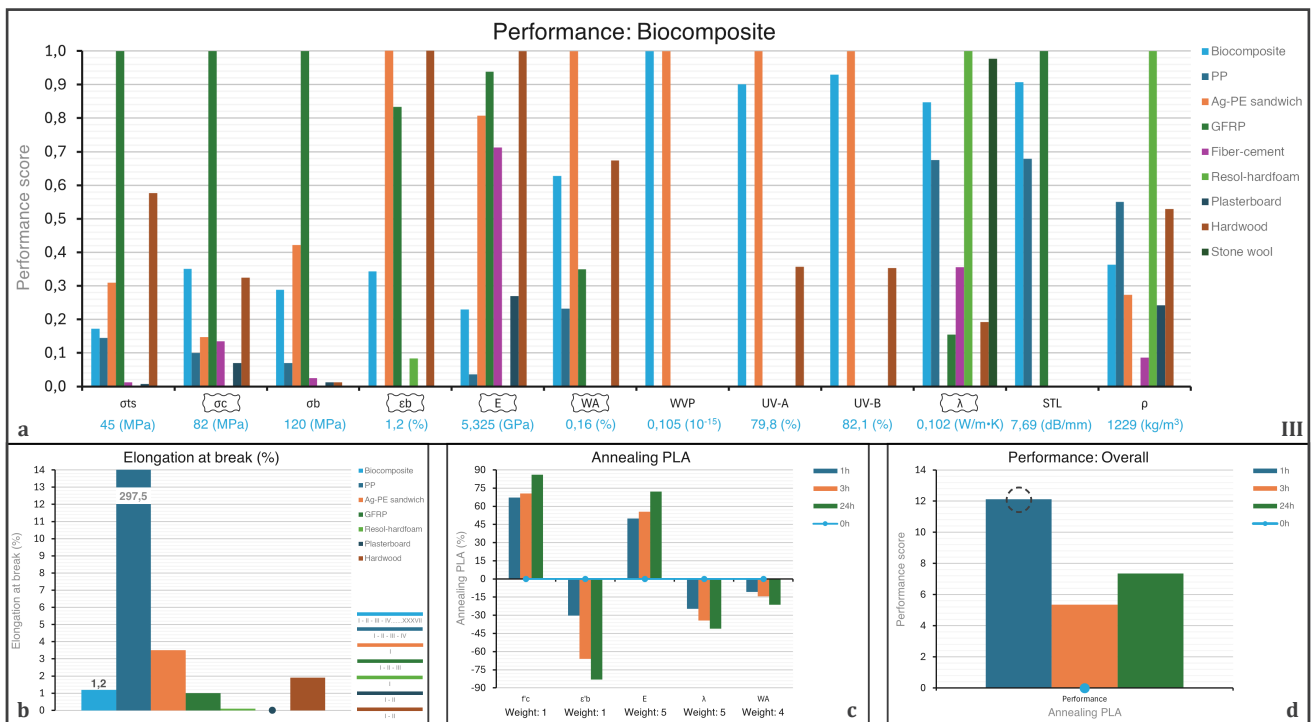 Performance: Biocomposite
Performance score
1,0
0,9
0,8
0,7
0,6
0,5
0,4
0,3
0,2
0,1
0,0
σts
σc
σb
εb
E
WA
WVP
UV-A
UV-B
λ
STL
ρ
45 (MPa)
82 (MPa)
120 (MPa)
1,2 (%)
5,325 (GPa)
0,16 (%)
0,105 (10⁻¹⁵)
79,8 (%)
82,1 (%)
0,102 (W/m•K)
7,69 (dB/mm)
1229 (kg/m³)
Biocomposite
PP
Ag-PE sandwich
GFRP
Fiber-cement
Resol-hardfoam
Plasterboard
Hardwood
Stone wool
a
III
Elongation at break (%)
Elongation at break (%)
14
12
10
8
6
4
3
2
1
0
297,5
1,2
Biocomposite
PP
Ag-PE sandwich
GFRP
Resol-hardfoam
Plasterboard
Hardwood
I - II - III - IV.......XXXVII
I - II - III - IV
I
I - II - III
I
I - II
I - II
b
Annealing PLA
Annealing PLA (%)
90
75
60
45
30
15
0
-15
-30
-45
-60
-75
-90
f'c
ε'b
E
λ
WA
Weight: 1
Weight: 1
Weight: 5
Weight: 5
Weight: 4
1h
3h
24h
0h
c
Performance: Overall
Performance score
14
12
10
8
6
4
2
0
Performance
Annealing PLA
1h
3h
24h
0h
d